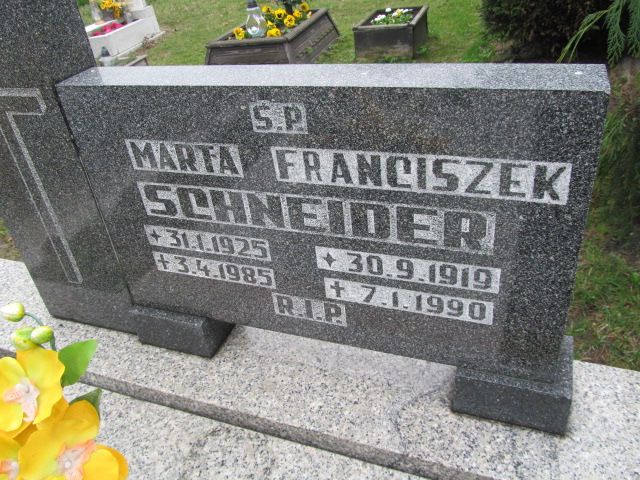 Ś.P.
MARTA FRANCISZEK
SCHNEIDER
✦31.1.1925 ✦30.9.1919
✝3.4.1985 ✝7.1.1990
R.I.P.